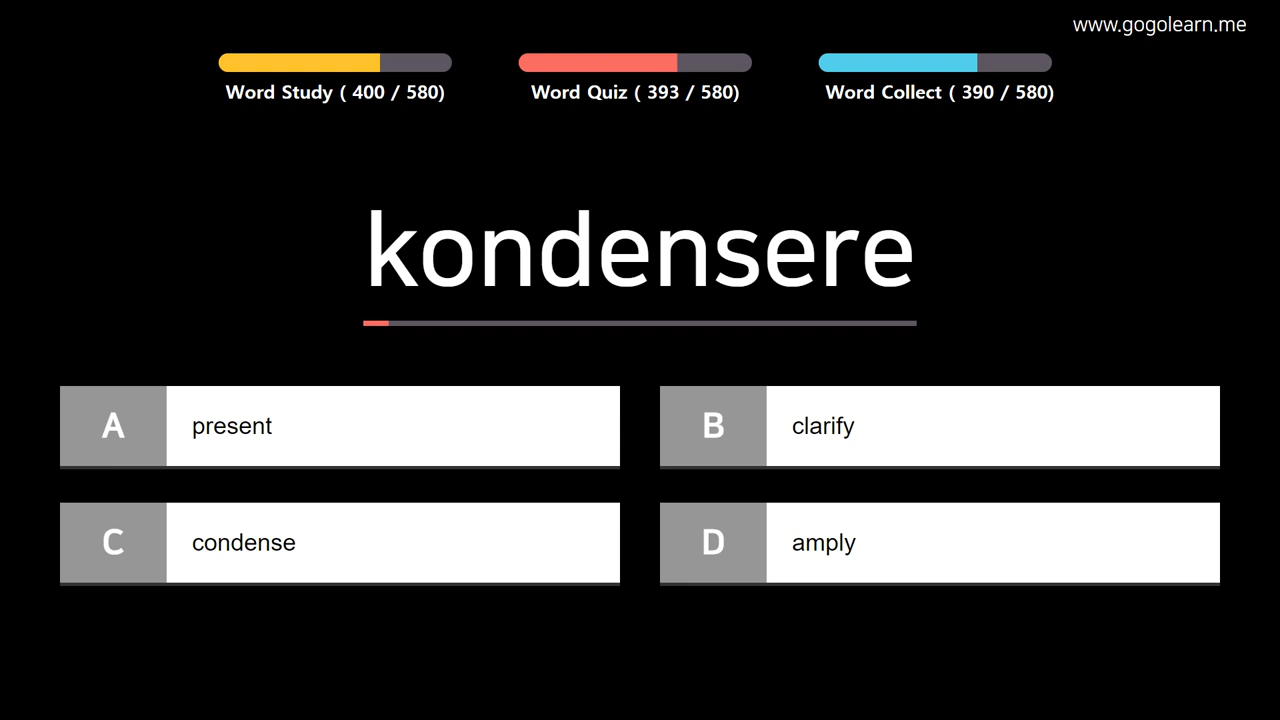 www.gogolearn.me
Word Study ( 400 / 580)
Word Quiz ( 393 / 580)
Word Collect ( 390 / 580)
kondensere
A present
B clarify
C condense
D amply